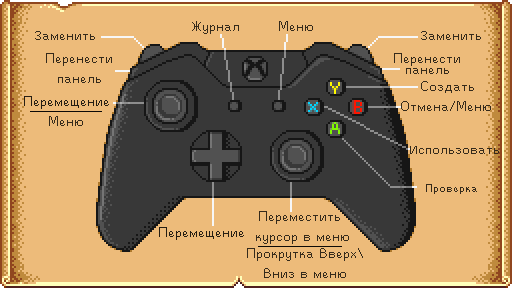 Журнал
Меню
Заменить
Заменить
Перенести
панель
Перенести
панель
Создать
Y
Перемещение
Меню
X
B
Отмена/Меню
A
Использовать
Проверка
Переместить
курсор в меню
Прокрутка Вверх\
Вниз в меню
Перемещение